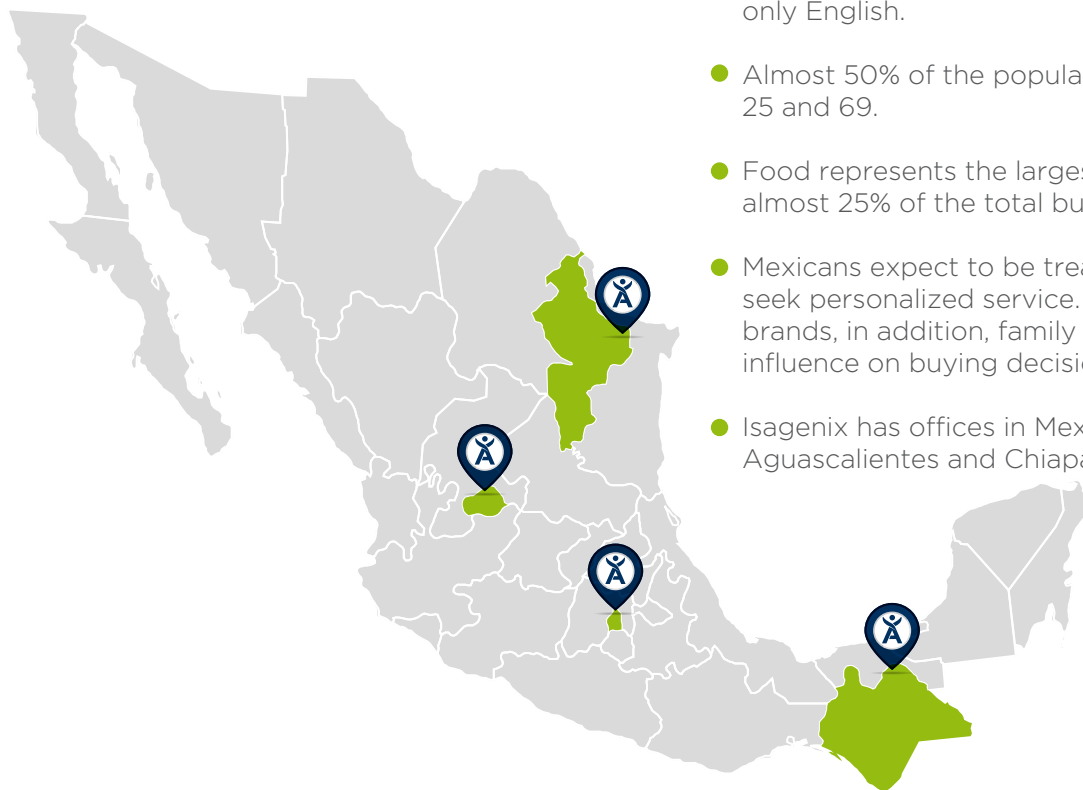 only English.
Almost 50% of the popula
25 and 69.
Food represents the larges
almost 25% of the total bu
Mexicans expect to be trea
seek personalized service.
brands, in addition, family
influence on buying decisi
Isagenix has offices in Mex
Aguascalientes and Chiapa